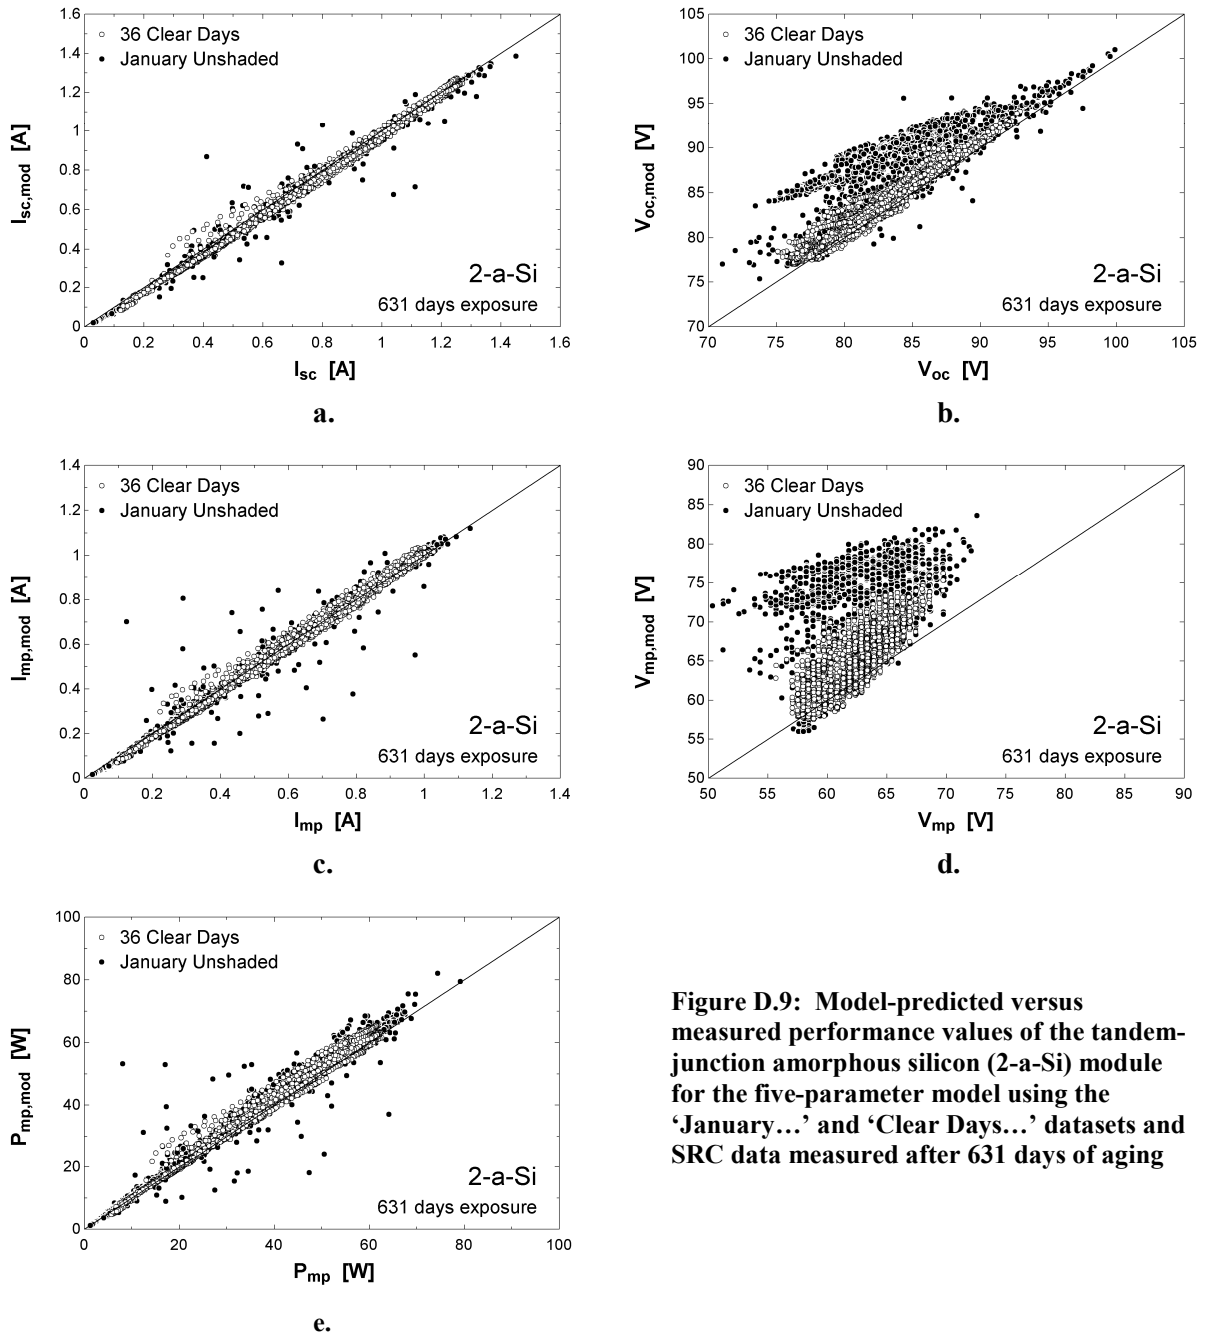 1.6
1.4
1.2
1
0.8
0.6
0.4
0.2
0
Isc,mod [A]
36 Clear Days
January Unshaded
2-a-Si
631 days exposure
0 0.2 0.4 0.6 0.8 1 1.2 1.4 1.6
Isc [A]
a.
105
100
95
90
85
80
75
70
Voc,mod [V]
36 Clear Days
January Unshaded
2-a-Si
631 days exposure
70 75 80 85 90 95 100 105
Voc [V]
b.
1.4
1.2
1
0.8
0.6
0.4
0.2
0
Imp,mod [A]
36 Clear Days
January Unshaded
2-a-Si
631 days exposure
0 0.2 0.4 0.6 0.8 1 1.2 1.4
Imp [A]
c.
90
85
80
75
70
65
60
55
50
Vmp,mod [V]
36 Clear Days
January Unshaded
2-a-Si
631 days exposure
50 55 60 65 70 75 80 85 90
Vmp [V]
d.
100
80
60
40
20
0
Pmp,mod [W]
36 Clear Days
January Unshaded
2-a-Si
631 days exposure
0 20 40 60 80 100
Pmp [W]
e.
Figure D.9: Model-predicted versus
measured performance values of the tandem-
junction amorphous silicon (2-a-Si) module
for the five-parameter model using the
‘January…’ and ‘Clear Days…’ datasets and
SRC data measured after 631 days of aging